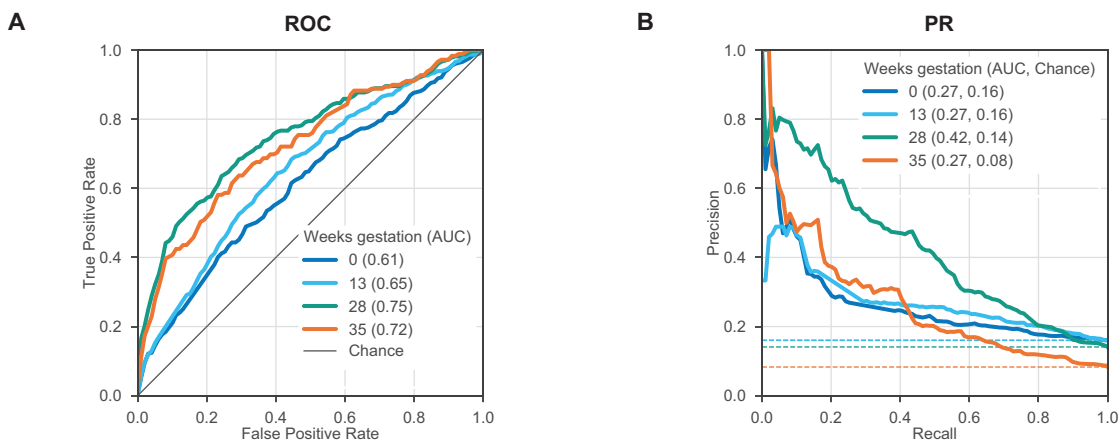 A
ROC
True Positive Rate
1.0
0.8
0.6
0.4
0.2
0.0
Weeks gestation (AUC)
0 (0.61)
13 (0.65)
28 (0.75)
35 (0.72)
Chance
0.0 0.2 0.4 0.6 0.8 1.0
False Positive Rate
B
PR
Precision
1.0
0.8
0.6
0.4
0.2
0.0
Weeks gestation (AUC, Chance)
0 (0.27, 0.16)
13 (0.27, 0.16)
28 (0.42, 0.14)
35 (0.27, 0.08)
0.0 0.2 0.4 0.6 0.8 1.0
Recall